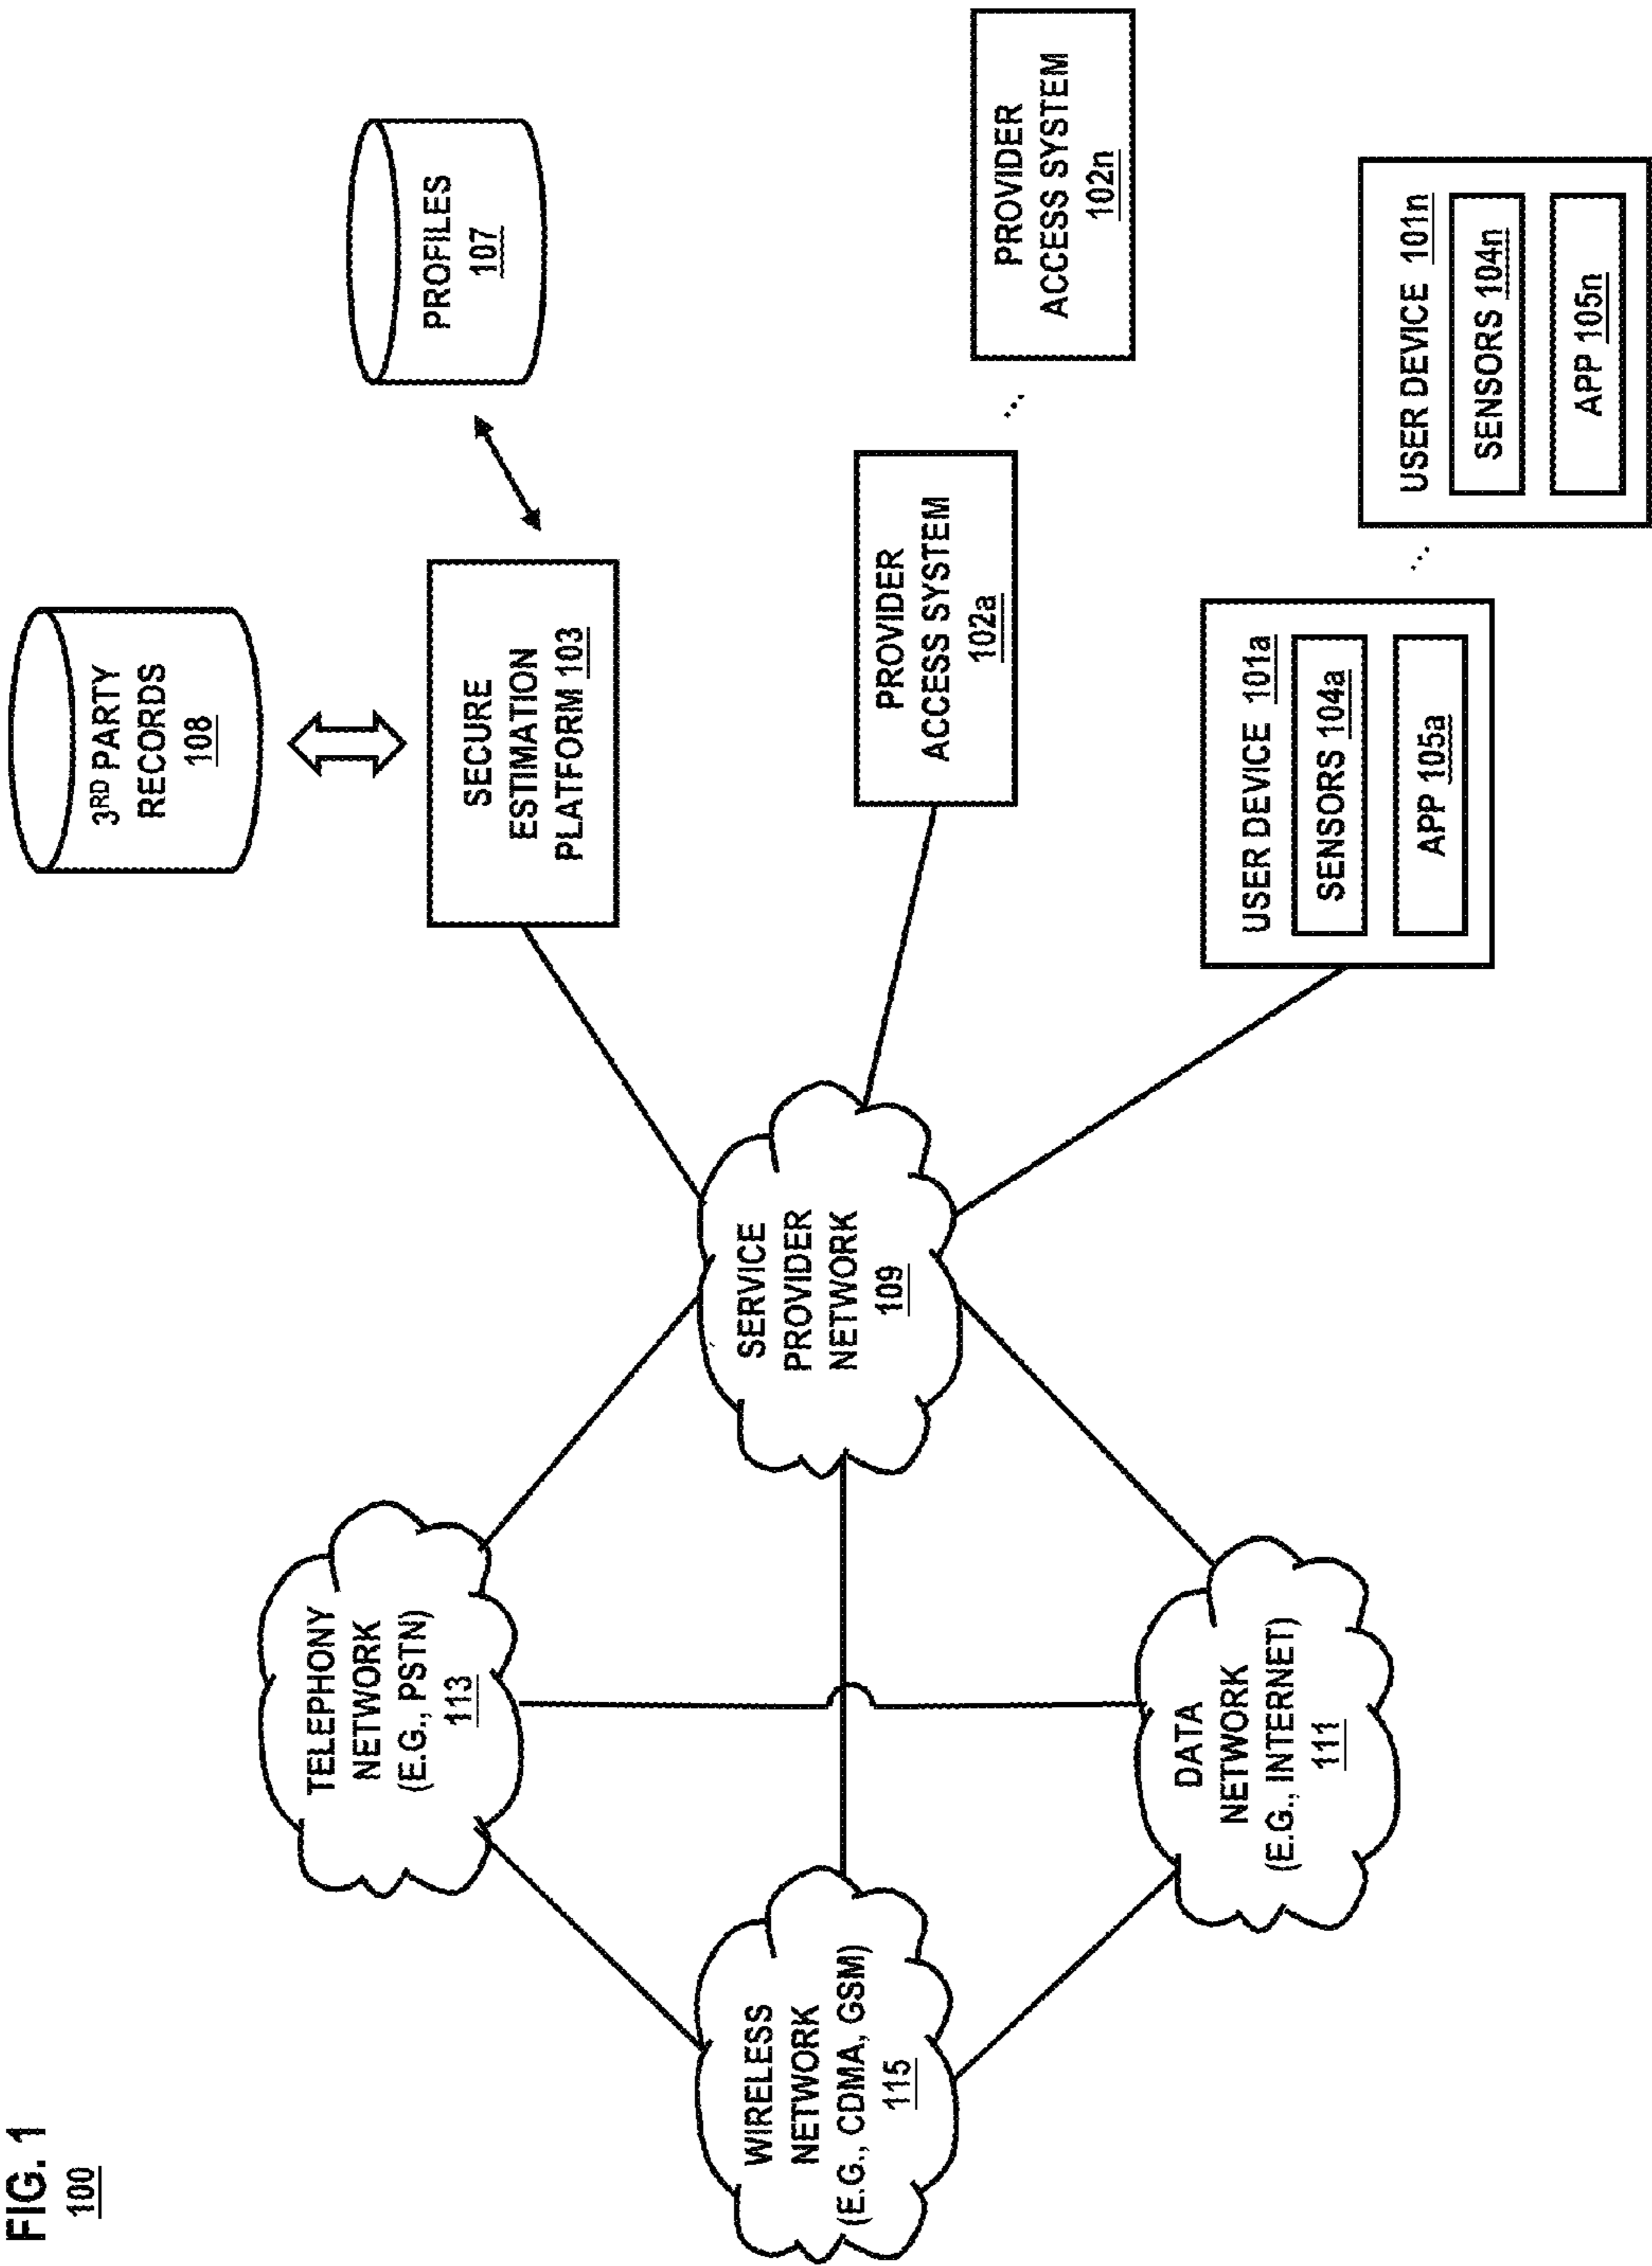 FIG. 1
100
3RD PARTY
RECORDS
108
PROFILES
107
SECURE
ESTIMATION
PLATFORM 103
TELEPHONY
NETWORK
(E.G., PSTN)
113
WIRELESS
NETWORK
(E.G., CDMA, GSM)
115
SERVICE
PROVIDER
NETWORK
109
PROVIDER
ACCESS SYSTEM
102a
...
PROVIDER
ACCESS SYSTEM
102n
DATA
NETWORK
(E.G., INTERNET)
111
USER DEVICE 101a
SENSORS 104a
APP 105a
...
USER DEVICE 101n
SENSORS 104n
APP 105n